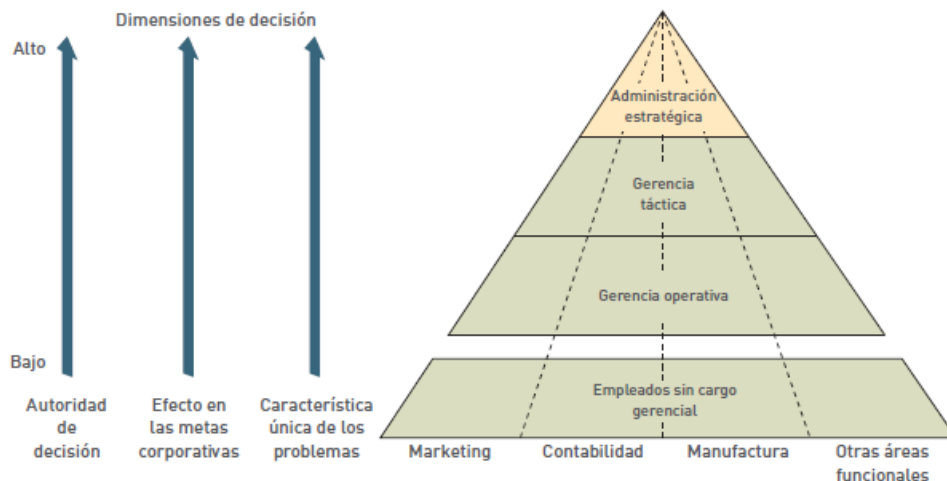 Dimensiones de decisión
Alto
Bajo
Autoridad
de
decisión
Efecto en
las metas
corporativas
Característica
única de los
problemas
Administración
estratégica
Gerencia
táctica
Gerencia operativa
Empleados sin cargo
gerencial
Marketing
Contabilidad
Manufactura
Otras áreas
funcionales